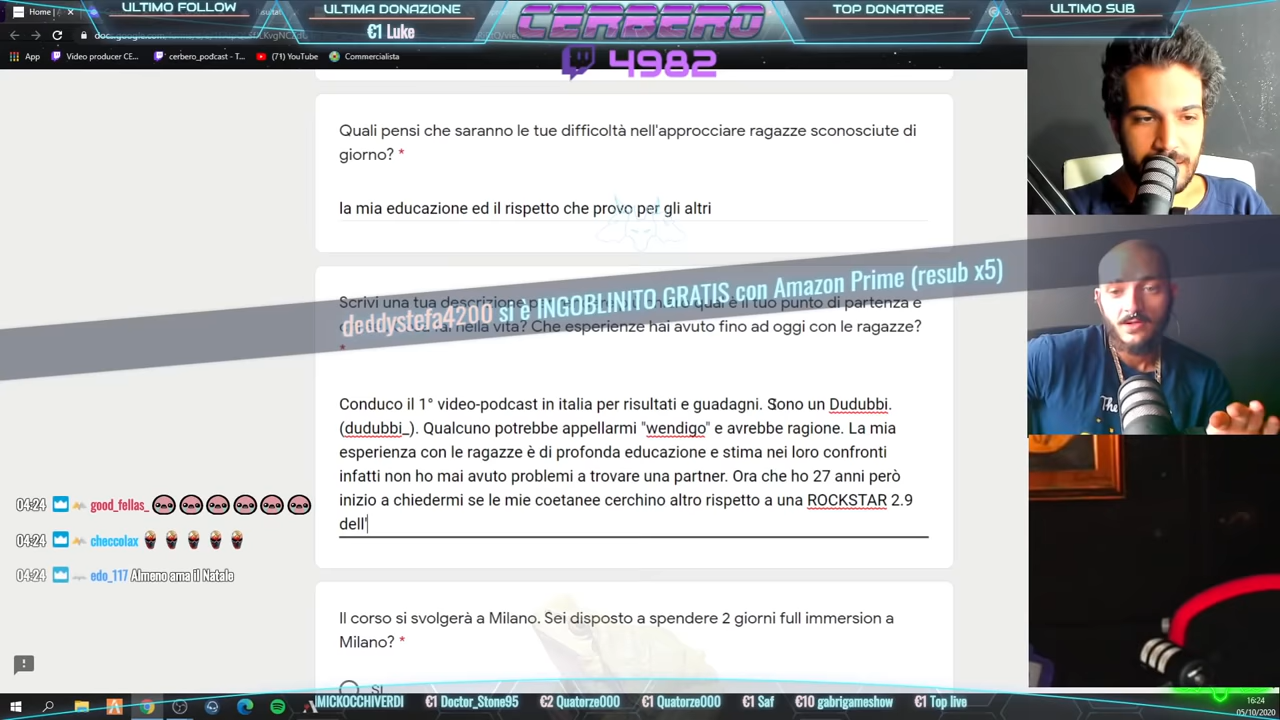 ULTIMO FOLLOW
ULTIMA DONAZIONE
€1 Luke
CERBERO
4982
TOP DONATORE
ULTIMO SUB
Home |
App
Video producer CE...
cerbero_podcast - T...
(71) YouTube
Commercialista
Quali pensi che saranno le tue difficoltà nell'approcciare ragazze sconosciute di
giorno? *
la mia educazione ed il rispetto che provo per gli altri
deddystefa4200 si è INGOBLINITO GRATIS con Amazon Prime (resub x5)
Scrivi una tua descrizione qual è il tuo punto di partenza e
nella vita? Che esperienze hai avuto fino ad oggi con le ragazze?
*
Conduco il 1° video-podcast in italia per risultati e guadagni. Sono un Dudubbi.
(dudubbi_). Qualcuno potrebbe appellarmi "wendigo" e avrebbe ragione. La mia
esperienza con le ragazze è di profonda educazione e stima nei loro confronti
infatti non ho mai avuto problemi a trovare una partner. Ora che ho 27 anni però
inizio a chiedermi se le mie coetanee cerchino altro rispetto a una ROCKSTAR 2.9
dell'
04:24 good_fellas_
04:24 checcolax
04:24 edo_117 Almeno ama il Natale
Il corso si svolgerà a Milano. Sei disposto a spendere 2 giorni full immersion a
Milano? *
SI
The
MICKOCCHIVERDI €1 Doctor_Stone95 €2 Quatorze000 €1 Quatorze000 €1 Saf €10 gabrigameshow €1 Top live
16:24
05/10/2020